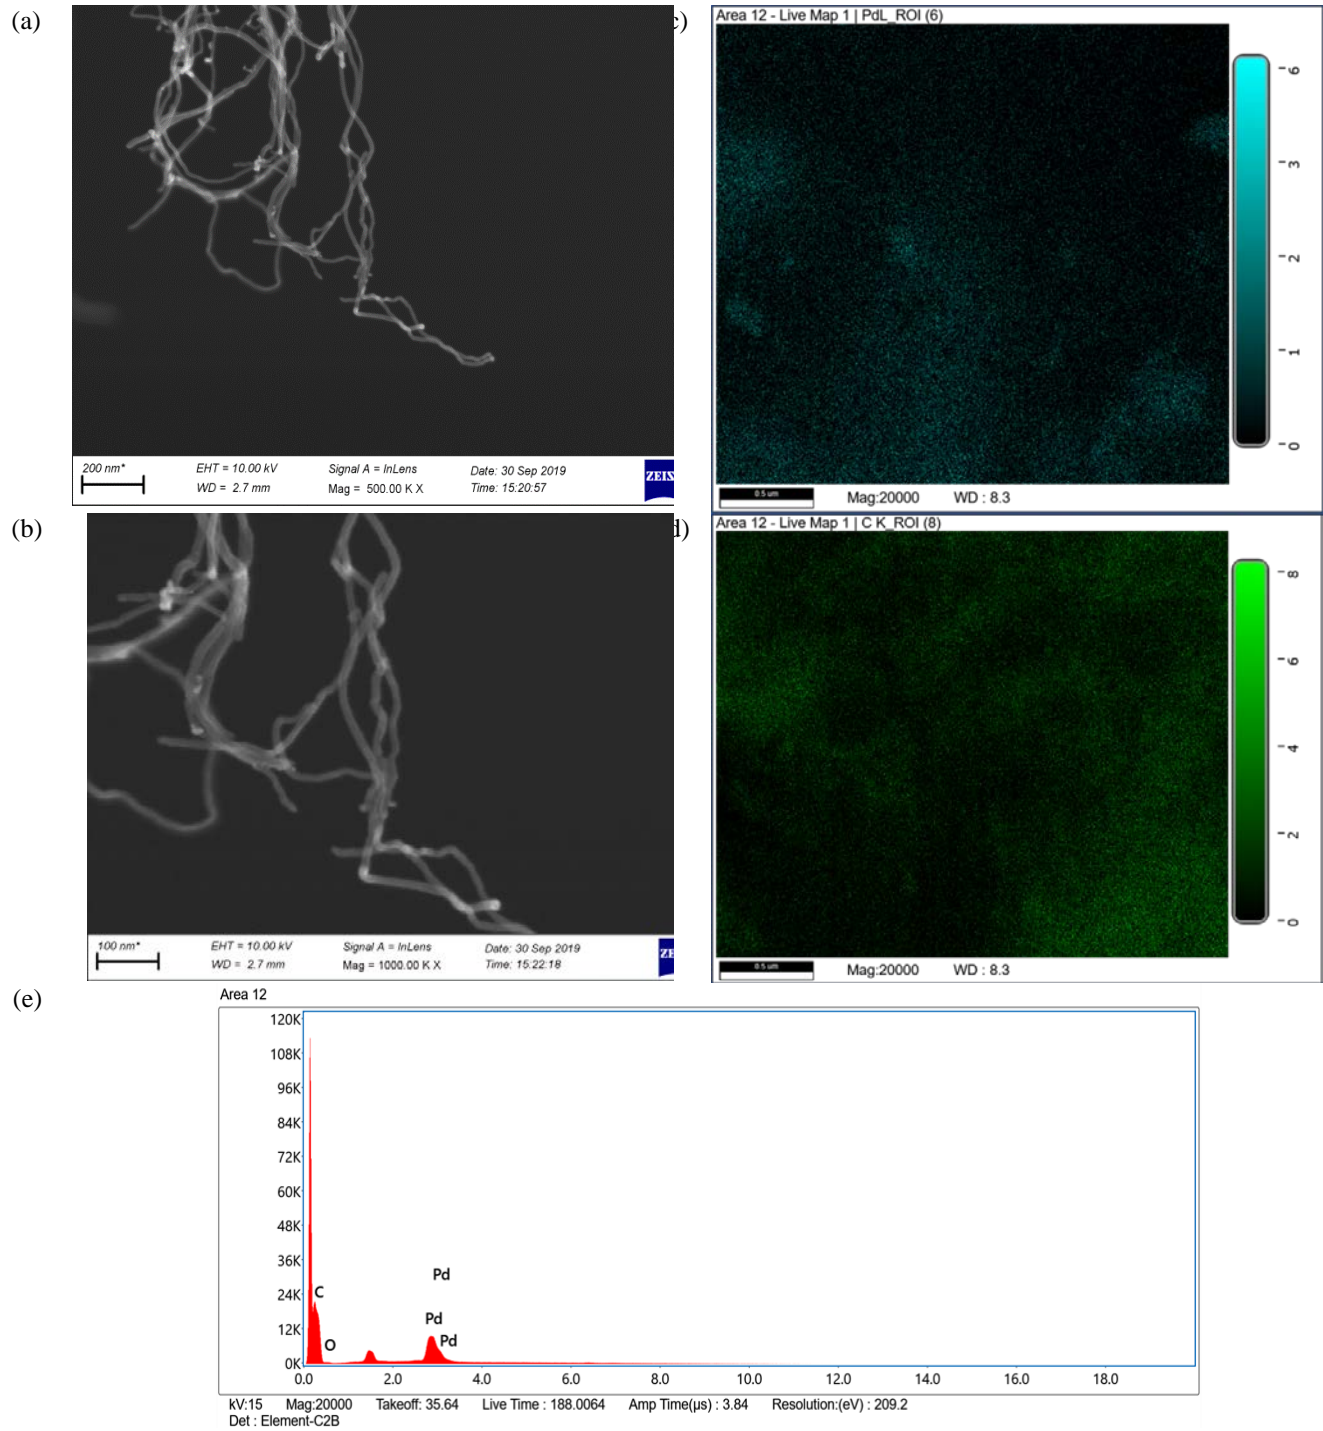 (a)
200 nm*
EHT = 10.00 kV
WD = 2.7 mm
Signal A = InLens
Mag = 500.00 K X
Date: 30 Sep 2019
Time: 15:20:57
ZEIS
c)
Area 12 - Live Map 1 | PdL_ROI (6)
6
3
2
1
0
0.5 um
Mag:20000
WD : 8.3
(b)
100 nm*
EHT = 10.00 kV
WD = 2.7 mm
Signal A = InLens
Mag = 1000.00 K X
Date: 30 Sep 2019
Time: 15:22:18
ZE
d)
Area 12 - Live Map 1 | C K_ROI (8)
8
6
4
2
0
0.5 um
Mag:20000
WD : 8.3
(e)
Area 12
120K
108K
96K
84K
72K
60K
48K
36K
24K
12K
0K
C
O
Pd
Pd
Pd
0.0 2.0 4.0 6.0 8.0 10.0 12.0 14.0 16.0 18.0
kV:15 Mag:20000 Takeoff: 35.64 Live Time : 188.0064 Amp Time(µs) : 3.84 Resolution:(eV) : 209.2
Det : Element-C2B